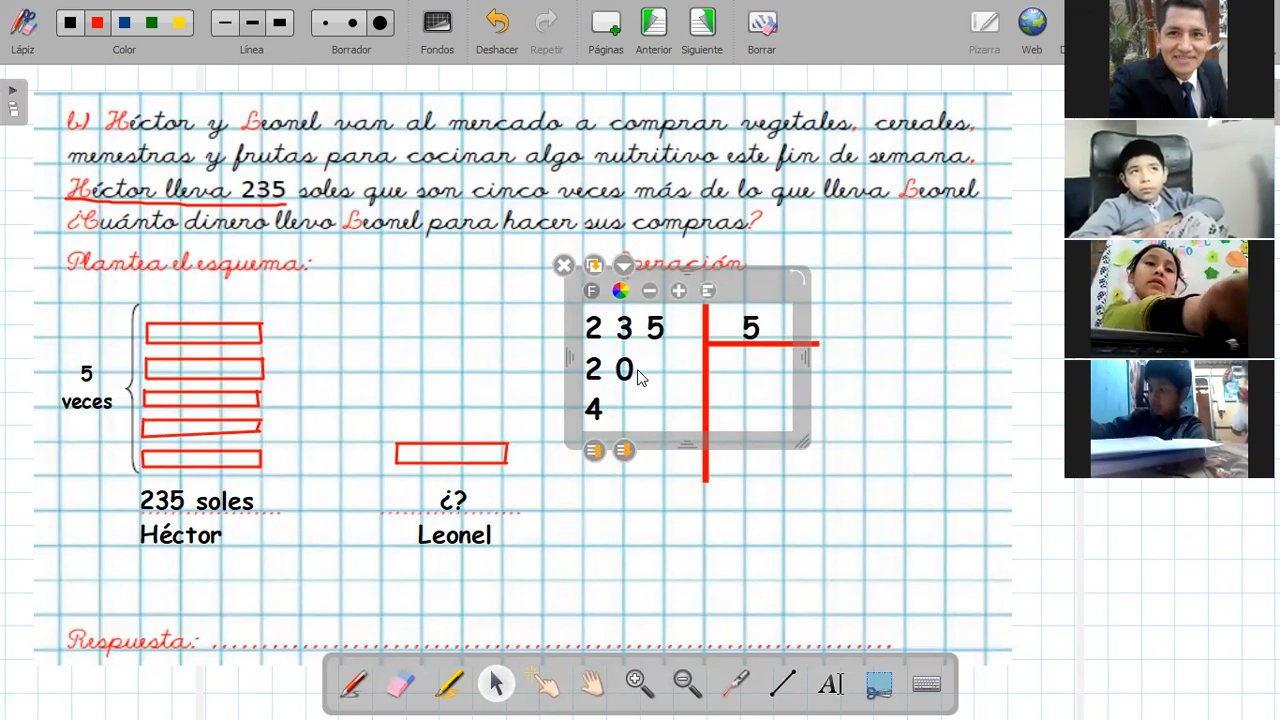 Lápiz
Color
Línea
Borrador
Fondos
Deshacer
Repetir
Páginas
Anterior
Siguiente
Borrar
Pizarra
Web
b) Héctor y Leonel van al mercado a comprar vegetales, cereales,
menestras y frutas para cocinar algo nutritivo este fin de semana,
Héctor lleva 235 soles que son cinco veces más de lo que lleva Leonel
¿Cuánto dinero llevo Leonel para hacer sus compras?
Plantea el esquema:
5
veces
235 soles
Héctor
¿?
Leonel
F
2 3 5 5
2 0
4
Respuesta: ................................................
AI